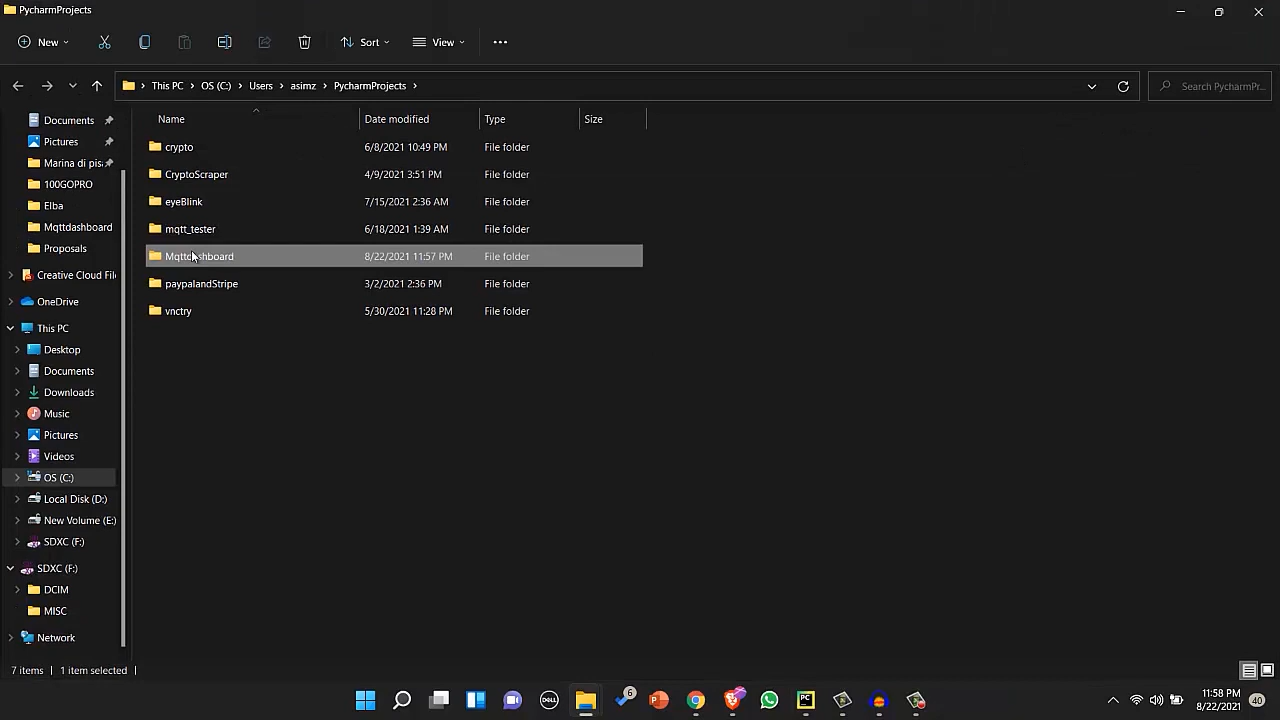 PycharmProjects
New
Sort
View
This PC
OS (C:)
Users
asimz
PycharmProjects
Search PycharmPr...
Name
Date modified
Type
Size
Documents
Pictures
Marina di pis
100GOPRO
Elba
Mqttdashboard
Proposals
Creative Cloud Fil
OneDrive
This PC
Desktop
Documents
Downloads
Music
Pictures
Videos
OS (C:)
Local Disk (D:)
New Volume (E:)
SDXC (F:)
SDXC (F:)
DCIM
MISC
Network
crypto 6/8/2021 10:49 PM File folder
CryptoScraper 4/9/2021 3:51 PM File folder
eyeBlink 7/15/2021 2:36 AM File folder
mqtt_tester 6/18/2021 1:39 AM File folder
Mqttdashboard 8/22/2021 11:57 PM File folder
paypalandStripe 3/2/2021 2:36 PM File folder
vnctry 5/30/2021 11:28 PM File folder
7 items 1 item selected
DELL
6
PC
11:58 PM
8/22/2021
40